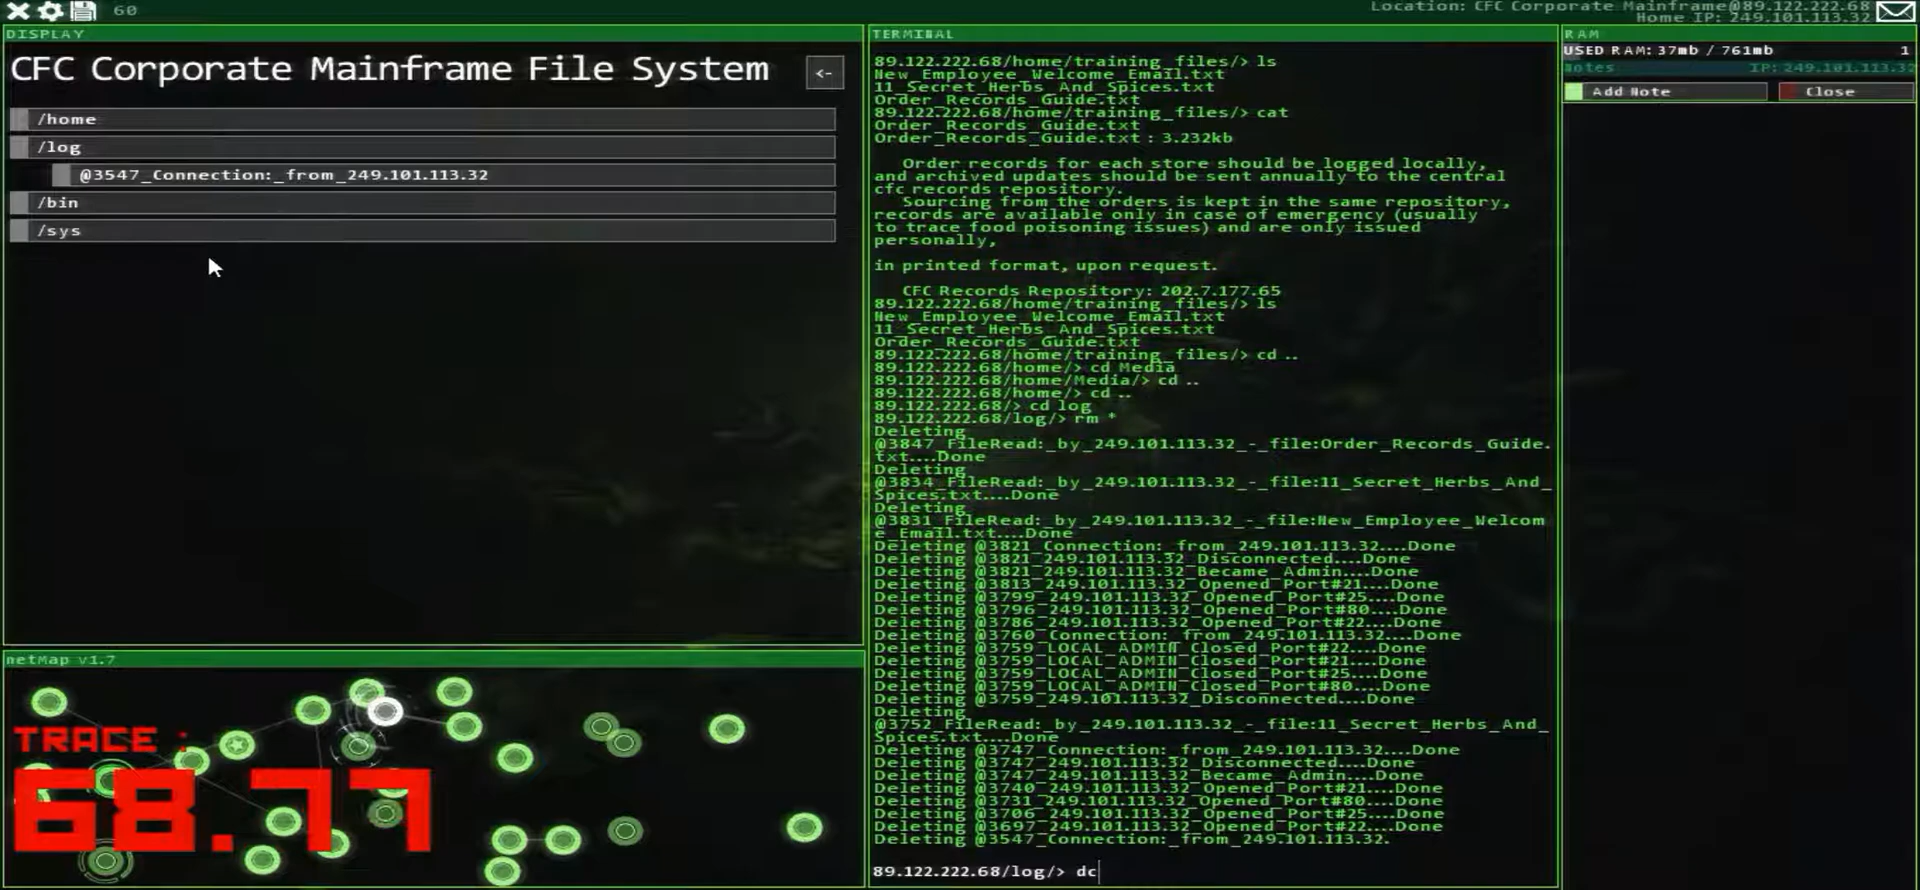 60
Location: CFC Corporate Mainframe@89.122.222.68
Home IP: 249.101.113.32
DISPLAY
CFC Corporate Mainframe File System
<-
/home
/log
@3547_Connection:_from_249.101.113.32
/bin
/sys
netMap v1.7
TRACE :
68.77
TERMINAL
89.122.222.68/home/training_files/> ls
New_Employee_Welcome_Email.txt
11_Secret_Herbs_And_Spices.txt
Order_Records_Guide.txt
89.122.222.68/home/training_files/> cat
Order_Records_Guide.txt
Order_Records_Guide.txt : 3.232kb
Order records for each store should be logged locally,
and archived updates should be sent annually to the central
cfc records repository.
Sourcing from the orders is kept in the same repository,
records are available only in case of emergency (usually
to trace food poisoning issues) and are only issued
personally,
in printed format, upon request.
CFC Records Repository: 202.7.177.65
89.122.222.68/home/training_files/> ls
New_Employee_Welcome_Email.txt
11_Secret_Herbs_And_Spices.txt
Order_Records_Guide.txt
89.122.222.68/home/training_files/> cd ..
89.122.222.68/home/> cd Media
89.122.222.68/home/Media/> cd ..
89.122.222.68/home/> cd ..
89.122.222.68/> cd log
89.122.222.68/log/> rm *
Deleting
@3847_FileRead:_by_249.101.113.32_-_file:Order_Records_Guide.
txt....Done
Deleting
@3834_FileRead:_by_249.101.113.32_-_file:11_Secret_Herbs_And_
Spices.txt....Done
Deleting
@3831_FileRead:_by_249.101.113.32_-_file:New_Employee_Welcom
e_Email.txt....Done
Deleting @3821_Connection:_from_249.101.113.32....Done
Deleting @3821_249.101.113.32_Disconnected....Done
Deleting @3821_249.101.113.32_Became_Admin....Done
Deleting @3813_249.101.113.32_Opened_Port#21....Done
Deleting @3799_249.101.113.32_Opened_Port#25....Done
Deleting @3796_249.101.113.32_Opened_Port#80....Done
Deleting @3786_249.101.113.32_Opened_Port#22....Done
Deleting @3760_Connection:_from_249.101.113.32....Done
Deleting @3759_LOCAL_ADMIN_Closed_Port#22....Done
Deleting @3759_LOCAL_ADMIN_Closed_Port#21....Done
Deleting @3759_LOCAL_ADMIN_Closed_Port#25....Done
Deleting @3759_LOCAL_ADMIN_Closed_Port#80....Done
Deleting @3759_249.101.113.32_Disconnected....Done
Deleting
@3752_FileRead:_by_249.101.113.32_-_file:11_Secret_Herbs_And_
Spices.txt....Done
Deleting @3747_Connection:_from_249.101.113.32....Done
Deleting @3747_249.101.113.32_Disconnected....Done
Deleting @3747_249.101.113.32_Became_Admin....Done
Deleting @3740_249.101.113.32_Opened_Port#21....Done
Deleting @3731_249.101.113.32_Opened_Port#80....Done
Deleting @3706_249.101.113.32_Opened_Port#25....Done
Deleting @3697_249.101.113.32_Opened_Port#22....Done
Deleting @3547_Connection:_from_249.101.113.32.
89.122.222.68/log/> dc
RAM
USED RAM: 37mb / 761mb 1
Notes IP: 249.101.113.32
Add Note
Close